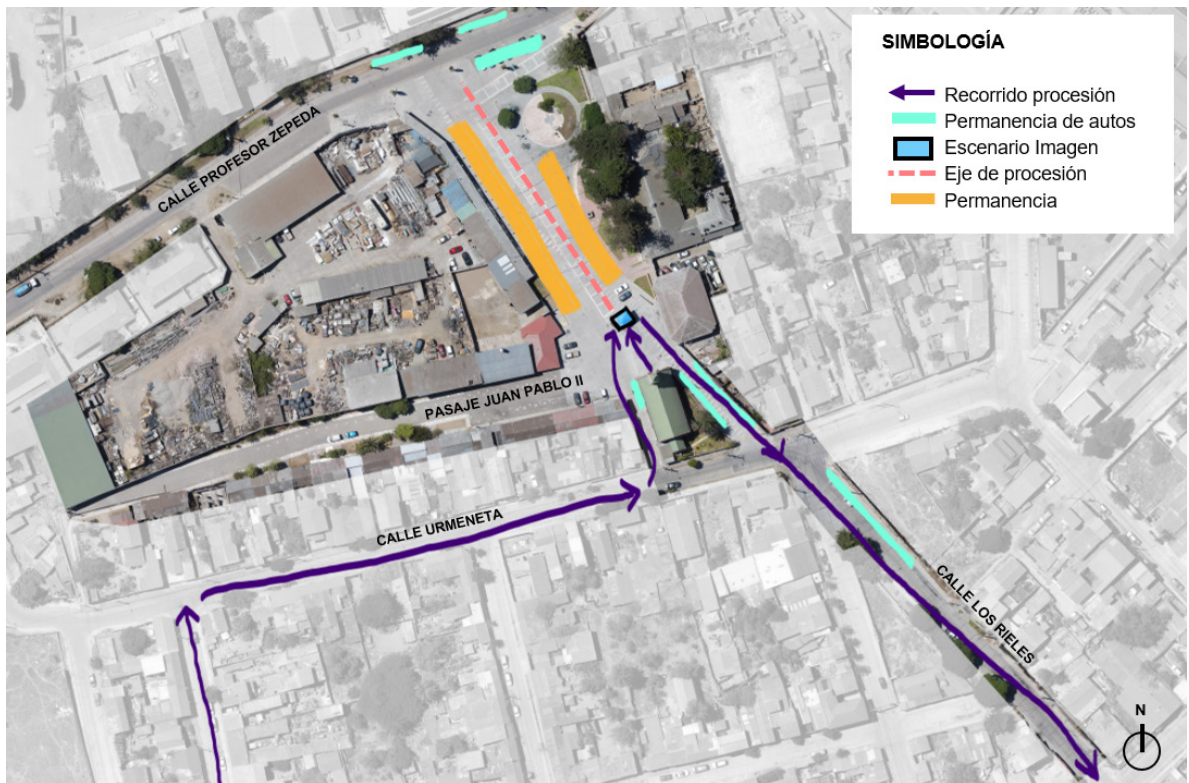 SIMBOLOGÍA
Recorrido procesión
Permanencia de autos
Escenario Imagen
Eje de procesión
Permanencia
CALLE PROFESOR ZEPEDA
PASAJE JUAN PABLO II
CALLE URMENETA
CALLE LOS RIELES
N